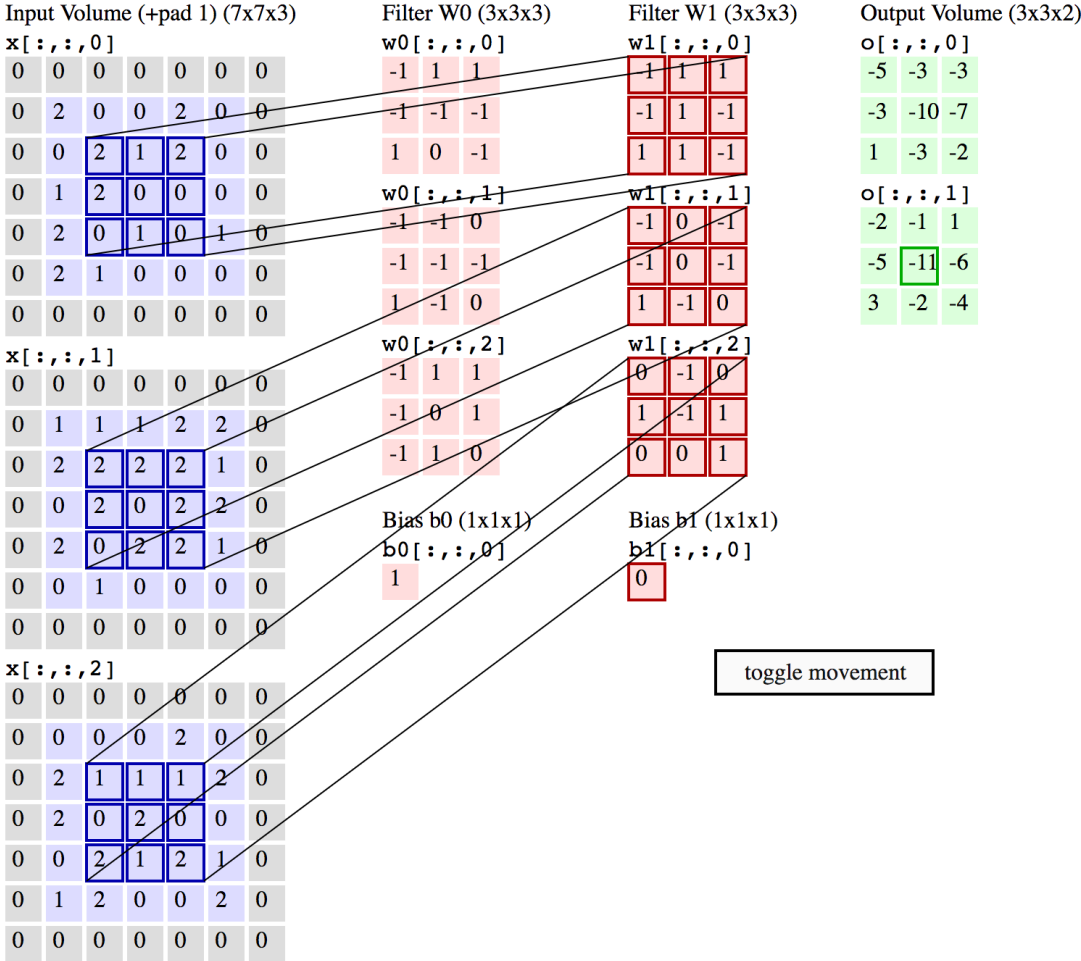 Input Volume (+pad 1) (7x7x3)
x[:,:,0]
0 0 0 0 0 0 0
0 2 0 0 2 0 0
0 0 2 1 2 0 0
0 1 2 0 0 0 0
0 2 0 1 0 1 0
0 2 1 0 0 0 0
0 0 0 0 0 0 0
x[:,:,1]
0 0 0 0 0 0 0
0 1 1 1 2 2 0
0 2 2 2 2 1 0
0 0 2 0 2 2 0
0 2 0 2 2 1 0
0 0 1 0 0 0 0
0 0 0 0 0 0 0
x[:,:,2]
0 0 0 0 0 0 0
0 0 0 0 2 0 0
0 2 1 1 1 2 0
0 2 0 2 0 0 0
0 0 2 1 2 1 0
0 1 2 0 0 2 0
0 0 0 0 0 0 0
Filter W0 (3x3x3)
w0[:,:,0]
-1 1 1
-1 -1 -1
1 0 -1
w0[:,:,1]
-1 -1 0
-1 -1 -1
1 -1 0
w0[:,:,2]
-1 1 1
-1 0 1
-1 1 0
Bias b0 (1x1x1)
b0[:,:,0]
1
Filter W1 (3x3x3)
w1[:,:,0]
-1 1 1
-1 1 -1
1 1 -1
w1[:,:,1]
-1 0 -1
-1 0 -1
1 -1 0
w1[:,:,2]
0 -1 0
1 -1 1
0 0 1
Bias b1 (1x1x1)
b1[:,:,0]
0
Output Volume (3x3x2)
o[:,:,0]
-5 -3 -3
-3 -10 -7
1 -3 -2
o[:,:,1]
-2 -1 1
-5 -11 -6
3 -2 -4
toggle movement